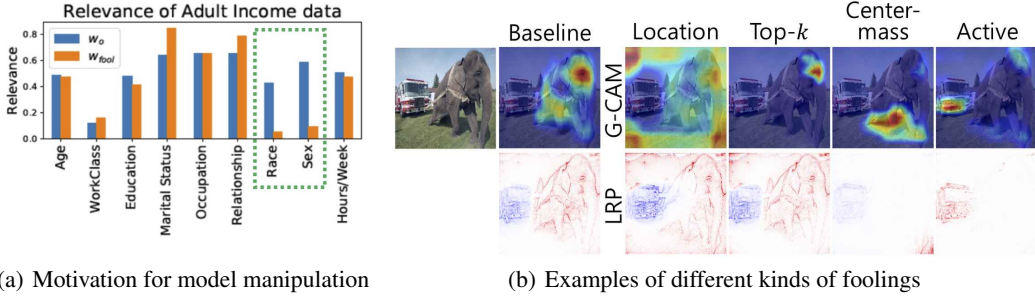 Relevance of Adult Income data
Relevance
0.8
0.6
0.4
0.2
0.0
w_o
w_fool
Age
WorkClass
Education
Marital Status
Occupation
Relationship
Race
Sex
Hours/Week
(a) Motivation for model manipulation
Baseline
Location
Top-k
Center-
mass
Active
G-CAM
LRP
(b) Examples of different kinds of foolings